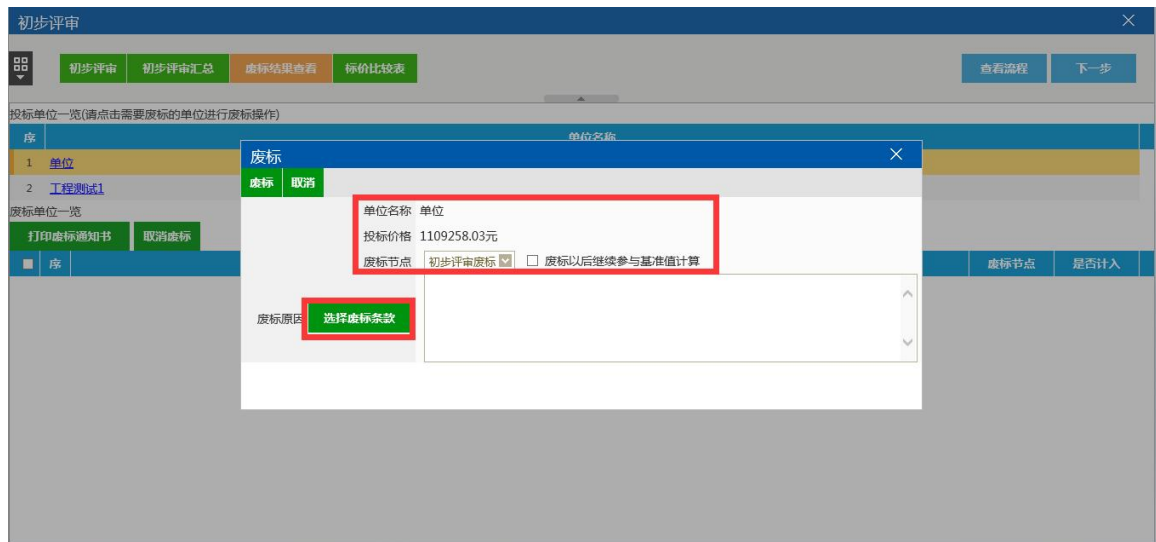 初步评审
初步评审 初步评审汇总 废标结果查看 标价比较表 查看流程 下一步
投标单位一览(请点击需要废标的单位进行废标操作)
序 单位名称
1 单位
2 工程测试1
废标单位一览
打印废标通知书 取消废标
序 废标节点 是否计入
废标
废标 取消
单位名称 单位
投标价格 1109258.03元
废标节点 初步评审废标 废标以后继续参与基准值计算
废标原因 选择废标条款